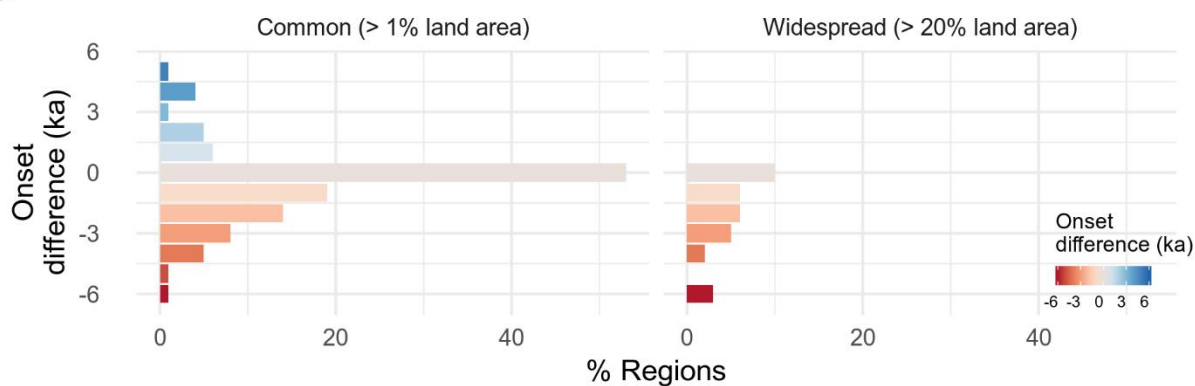 Common (> 1% land area)
Widespread (> 20% land area)
Onset
difference (ka)
6
3
0
-3
-6
0
20
40
0
20
40
% Regions
Onset
difference (ka)
-6 -3 0 3 6